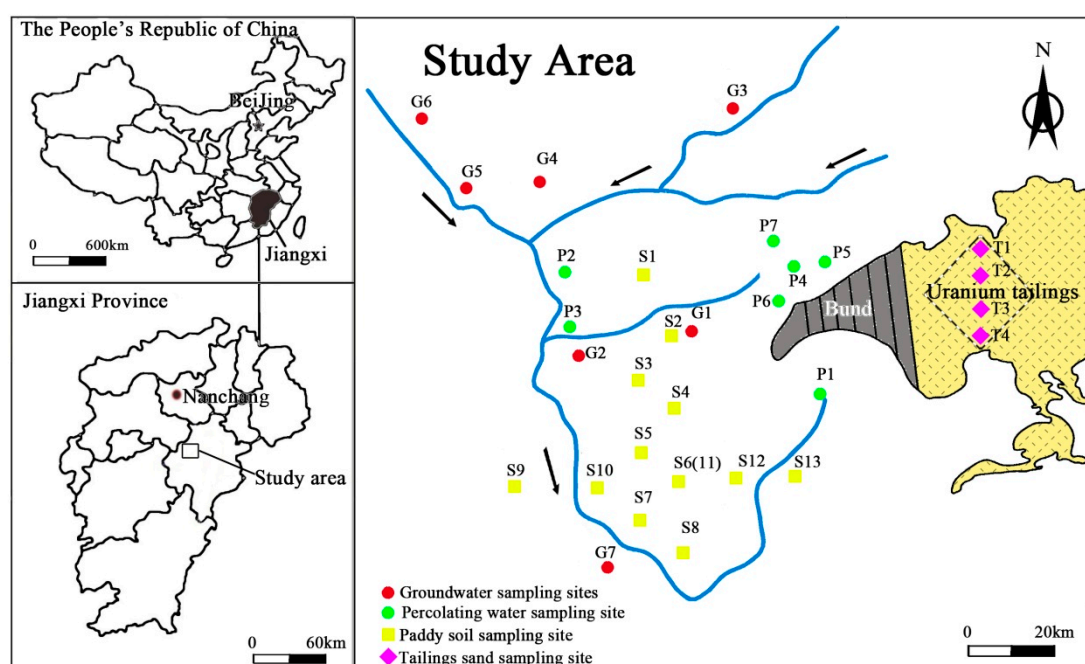 The People's Republic of China
BeiJing
0 600km
Jiangxi
Jiangxi Province
Nanchang
Study area
0 60km
Study Area
N
G6
G3
G5
G4
P7
P5
P2
S1
P4
T1
T2
Uranium tailings
P6
Bund
T3
P3
S2
G1
T4
G2
S3
S4
P1
S5
S9
S10
S6(11)
S12
S13
S7
S8
G7
Groundwater sampling sites
Percolating water sampling site
Paddy soil sampling site
Tailings sand sampling site
0 20km